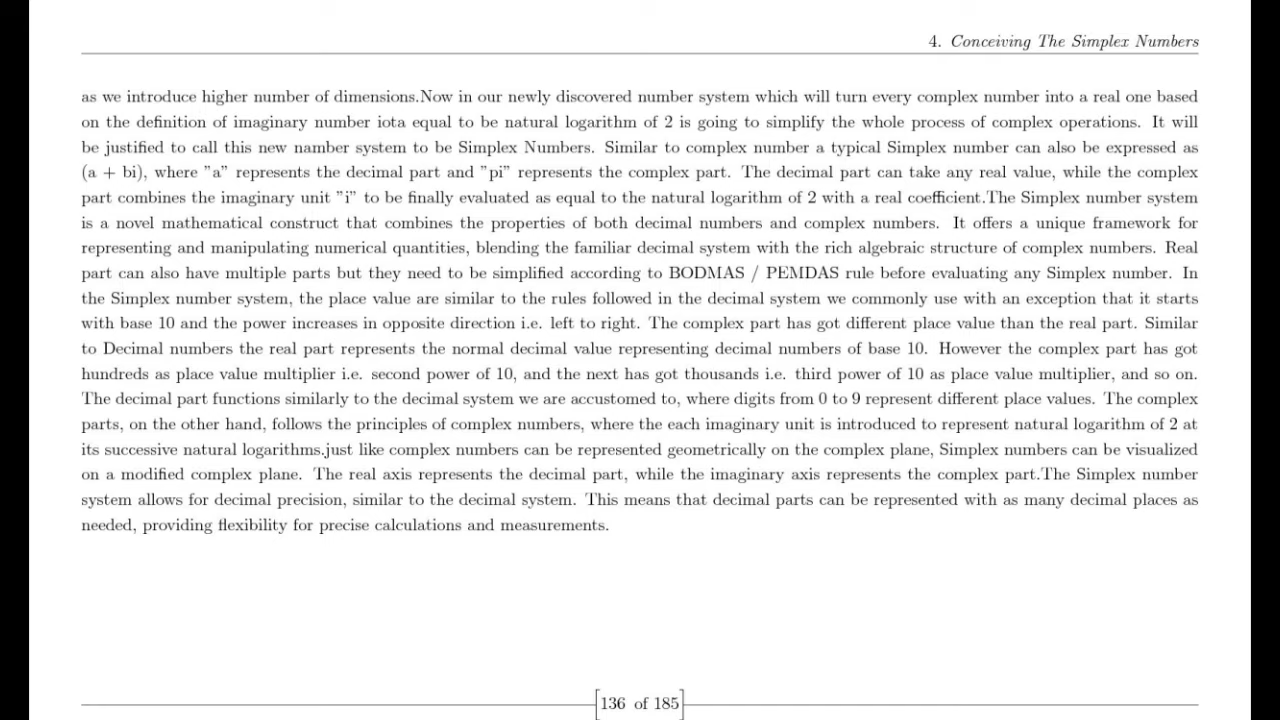 4. Conceiving The Simplex Numbers
as we introduce higher number of dimensions.Now in our newly discovered number system which will turn every complex number into a real one based
on the definition of imaginary number iota equal to be natural logarithm of 2 is going to simplify the whole process of complex operations. It will
be justified to call this new namber system to be Simplex Numbers. Similar to complex number a typical Simplex number can also be expressed as
(a + bi), where ”a” represents the decimal part and ”pi” represents the complex part. The decimal part can take any real value, while the complex
part combines the imaginary unit ”i” to be finally evaluated as equal to the natural logarithm of 2 with a real coefficient.The Simplex number system
is a novel mathematical construct that combines the properties of both decimal numbers and complex numbers. It offers a unique framework for
representing and manipulating numerical quantities, blending the familiar decimal system with the rich algebraic structure of complex numbers. Real
part can also have multiple parts but they need to be simplified according to BODMAS / PEMDAS rule before evaluating any Simplex number. In
the Simplex number system, the place value are similar to the rules followed in the decimal system we commonly use with an exception that it starts
with base 10 and the power increases in opposite direction i.e. left to right. The complex part has got different place value than the real part. Similar
to Decimal numbers the real part represents the normal decimal value representing decimal numbers of base 10. However the complex part has got
hundreds as place value multiplier i.e. second power of 10, and the next has got thousands i.e. third power of 10 as place value multiplier, and so on.
The decimal part functions similarly to the decimal system we are accustomed to, where digits from 0 to 9 represent different place values. The complex
parts, on the other hand, follows the principles of complex numbers, where the each imaginary unit is introduced to represent natural logarithm of 2 at
its successive natural logarithms.just like complex numbers can be represented geometrically on the complex plane, Simplex numbers can be visualized
on a modified complex plane. The real axis represents the decimal part, while the imaginary axis represents the complex part.The Simplex number
system allows for decimal precision, similar to the decimal system. This means that decimal parts can be represented with as many decimal places as
needed, providing flexibility for precise calculations and measurements.
[136 of 185]